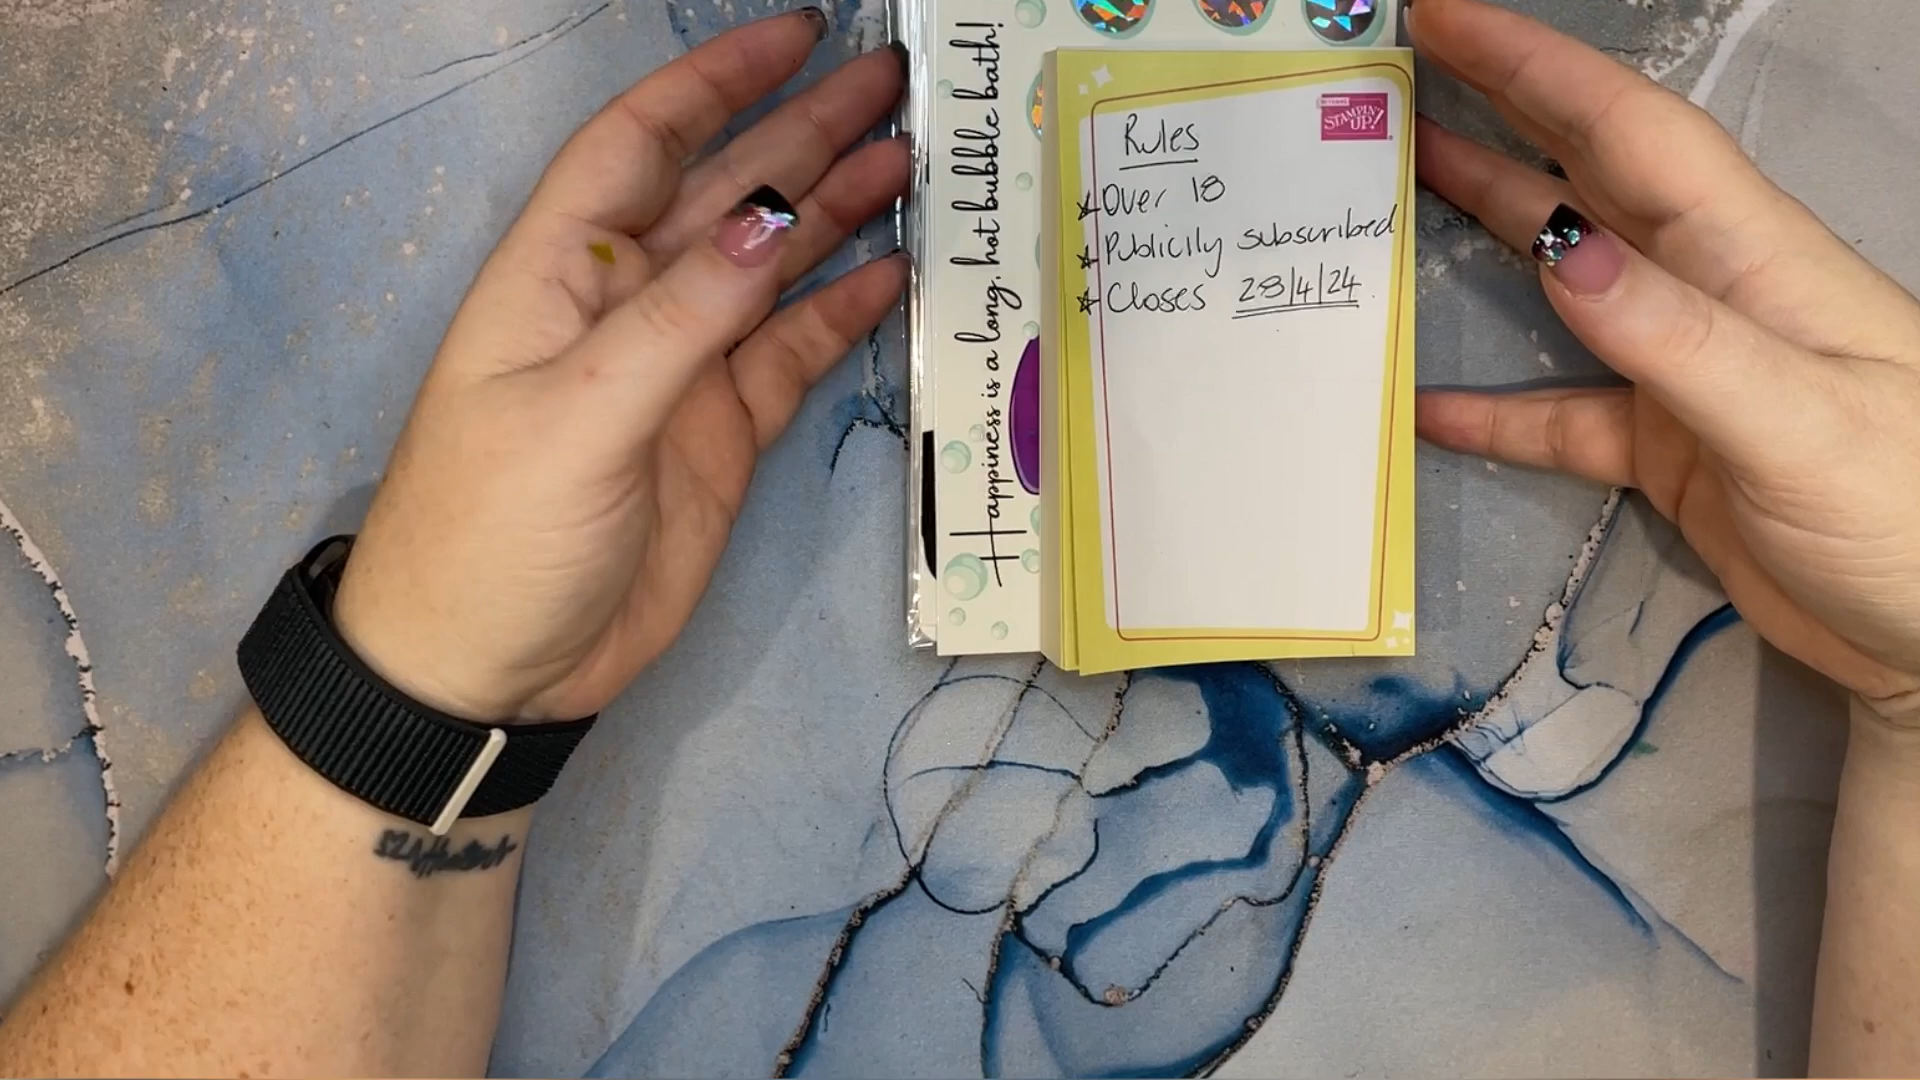 Happiness is a long, hot bubble bath!
STAMPIN' UP!
Rules
Over 18
Publicily subscribed
Closes 28/4/24